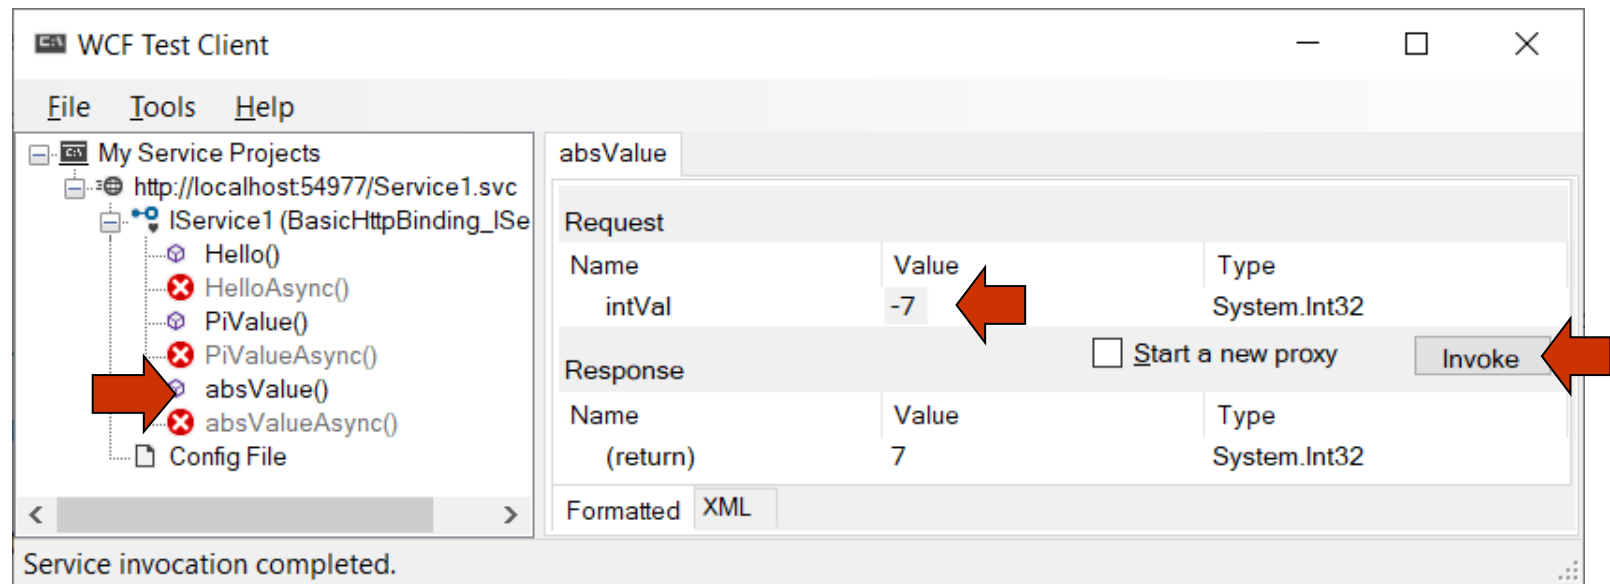 WCF Test Client
File Tools Help
My Service Projects
http://localhost:54977/Service1.svc
IService1 (BasicHttpBinding_ISe
Hello()
HelloAsync()
PiValue()
PiValueAsync()
absValue()
absValueAsync()
Config File
absValue
Request
Name Value Type
intVal -7 System.Int32
Response Start a new proxy Invoke
Name Value Type
(return) 7 System.Int32
Formatted XML
Service invocation completed.